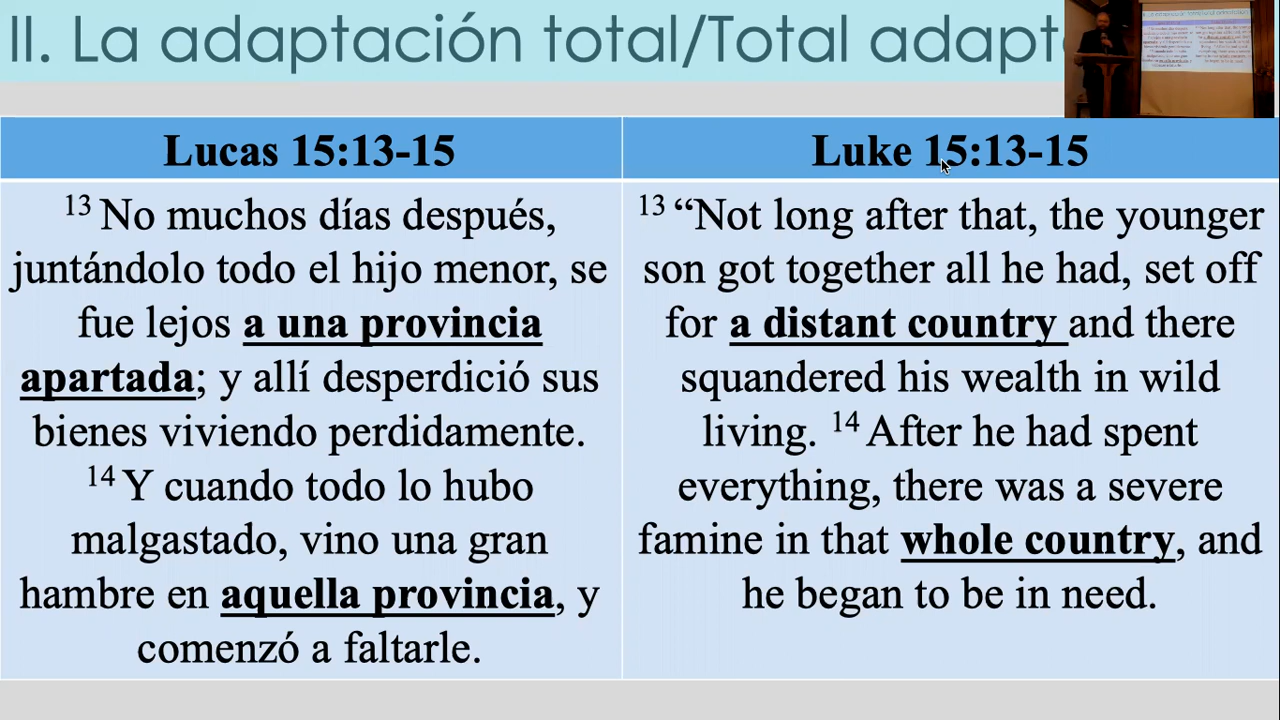 II. La adaptación total/Total adapt
Lucas 15:13-15
13 No muchos días después,
juntándolo todo el hijo menor, se
fue lejos a una provincia
apartada; y allí desperdició sus
bienes viviendo perdidamente.
14 Y cuando todo lo hubo
malgastado, vino una gran
hambre en aquella provincia, y
comenzó a faltarle.
Luke 15:13-15
13 “Not long after that, the younger
son got together all he had, set off
for a distant country and there
squandered his wealth in wild
living. 14 After he had spent
everything, there was a severe
famine in that whole country, and
he began to be in need.